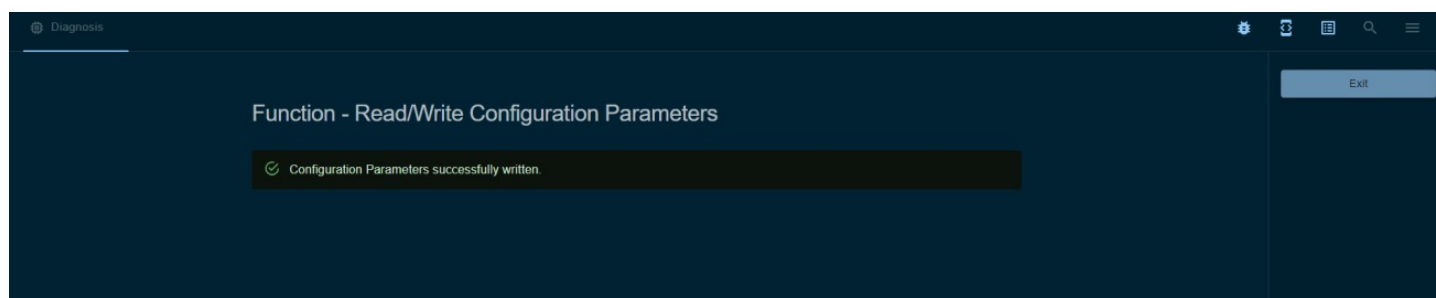 Diagnosis
Exit
Function - Read/Write Configuration Parameters
Configuration Parameters successfully written.